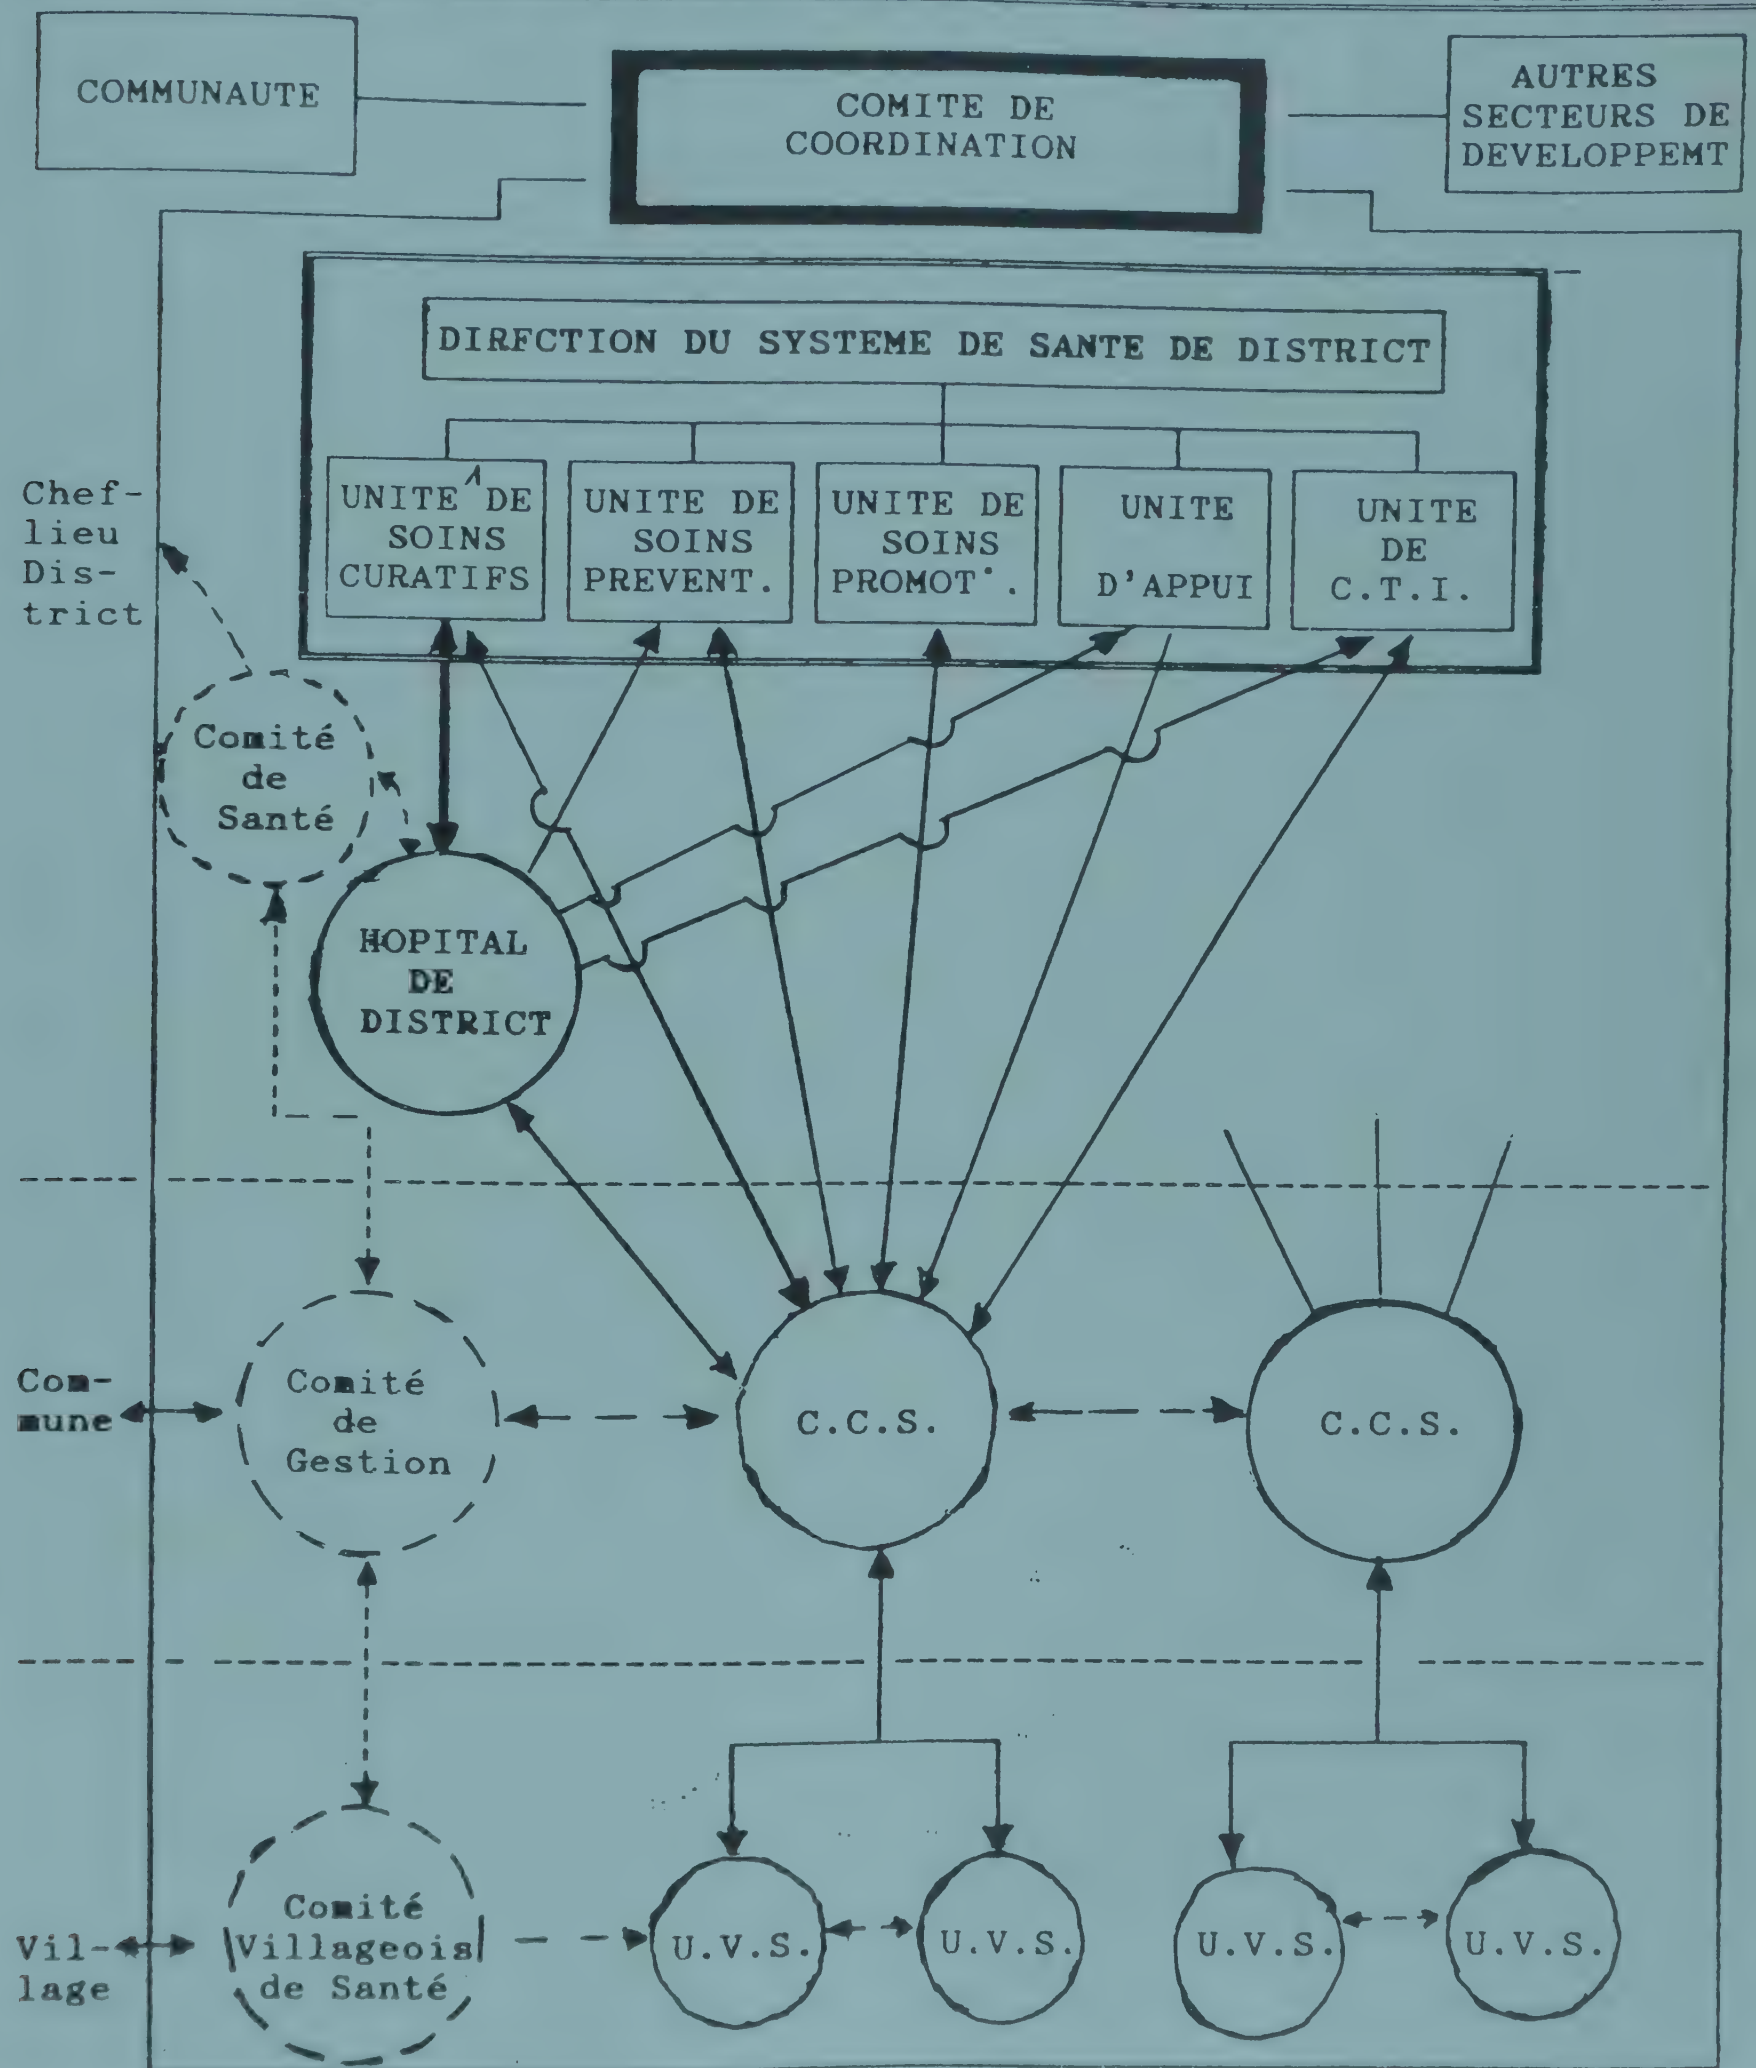 COMMUNAUTE
COMITE DE
COORDINATION
AUTRES
SECTEURS DE
DEVELOPPEMT
DIRFCTION DU SYSTEME DE SANTE DE DISTRICT
UNITE DE
SOINS
CURATIFS
UNITE DE
SOINS
PREVENT.
UNITE DE
SOINS
PROMOT°.
UNITE
D'APPUI
UNITE
DE
C.T.I.
Chef-
lieu
Dis-
trict
Comité
de
Santé
HOPITAL
DE
DISTRICT
Com-
mune
Comité
de
Gestion
C.C.S.
C.C.S.
Vil-
lage
Comité
Villageois
de Santé
U.V.S.
U.V.S.
U.V.S.
U.V.S.